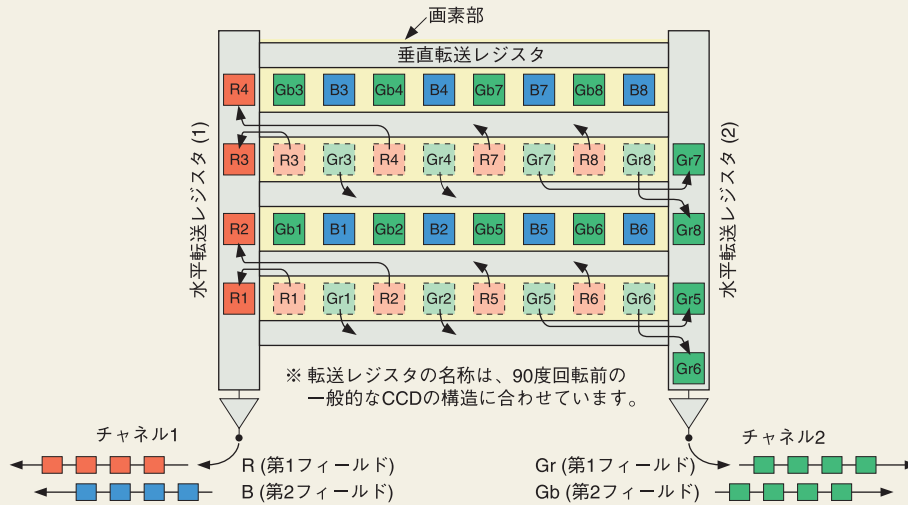 画素部
垂直転送レジスタ
水平転送レジスタ (1)
水平転送レジスタ (2)
R4 Gb3 B3 Gb4 B4 Gb7 B7 Gb8 B8
R3 R3 Gr3 R4 Gr4 R7 Gr7 R8 Gr8 Gr7
R2 Gb1 B1 Gb2 B2 Gb5 B5 Gb6 B6 Gr8
R1 R1 Gr1 R2 Gr2 R5 Gr5 R6 Gr6 Gr5
Gr6
※ 転送レジスタの名称は、90度回転前の
一般的なCCDの構造に合わせています。
チャネル1
R (第1フィールド)
B (第2フィールド)
チャネル2
Gr (第1フィールド)
Gb (第2フィールド)